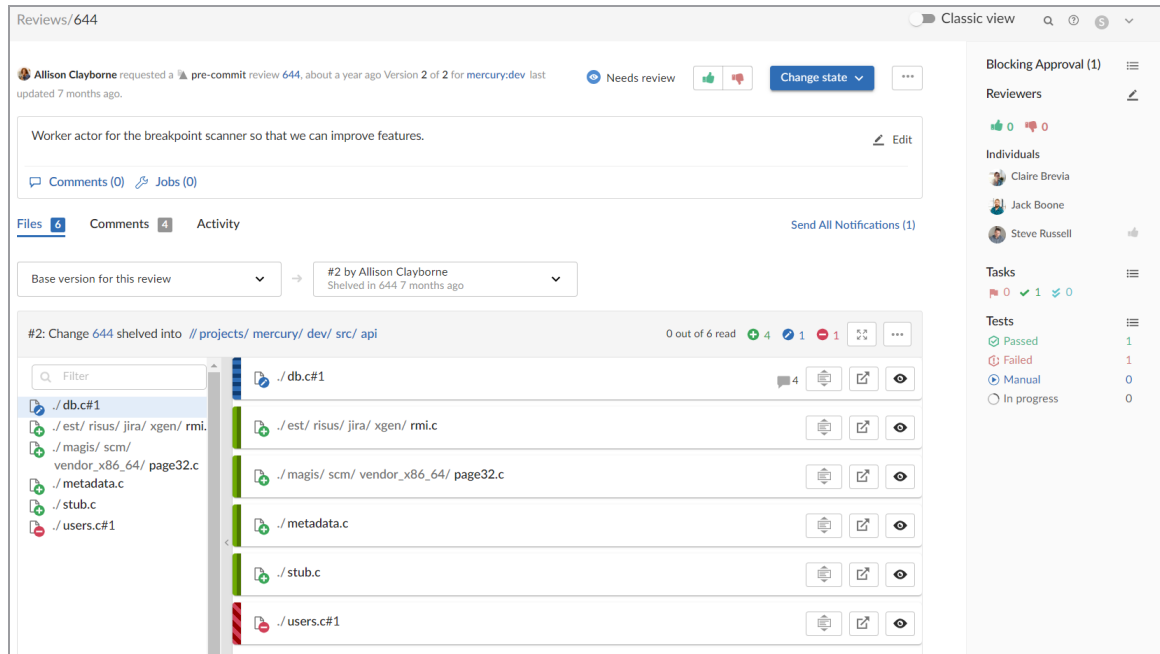 Reviews/644
Classic view
S
Allison Clayborne requested a pre-commit review 644, about a year ago Version 2 of 2 for mercury:dev last
updated 7 months ago.
Needs review
Change state
Worker actor for the breakpoint scanner so that we can improve features.
Edit
Comments (0) Jobs (0)
Files 6 Comments 4 Activity
Send All Notifications (1)
Base version for this review
#2 by Allison Clayborne
Shelved in 644 7 months ago
#2: Change 644 shelved into //projects/ mercury/ dev/ src/ api
0 out of 6 read 4 1 1
Filter
./ db.c#1
./ est/ risus/ jira/ xgen/ rmi.
./ magis/ scm/
vendor_x86_64/ page32.c
./ metadata.c
./ stub.c
./ users.c#1
./ db.c#1
4
./ est/ risus/ jira/ xgen/ rmi.c
./ magis/ scm/ vendor_x86_64/ page32.c
./ metadata.c
./ stub.c
./ users.c#1
Blocking Approval (1)
Reviewers
0 0
Individuals
Claire Brevia
Jack Boone
Steve Russell
Tasks
0 1 0
Tests
Passed 1
Failed 1
Manual 0
In progress 0